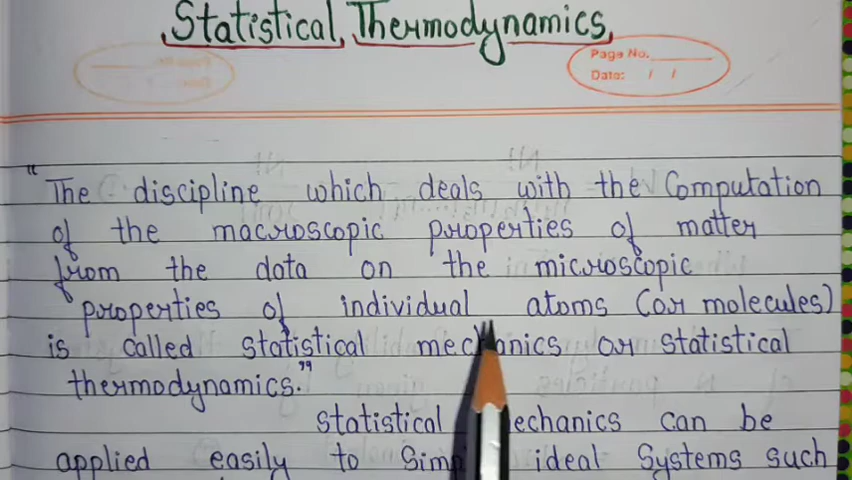 Statistical Thermodynamics
Page No.
Date: / /
"The discipline which deals with the Computation
of the macroscopic properties of matter
from the data on the microscopic
properties of individual atoms (or molecules)
is called statistical mechanics or statistical
thermodynamics."
statistical mechanics can be
applied easily to ideal Systems such